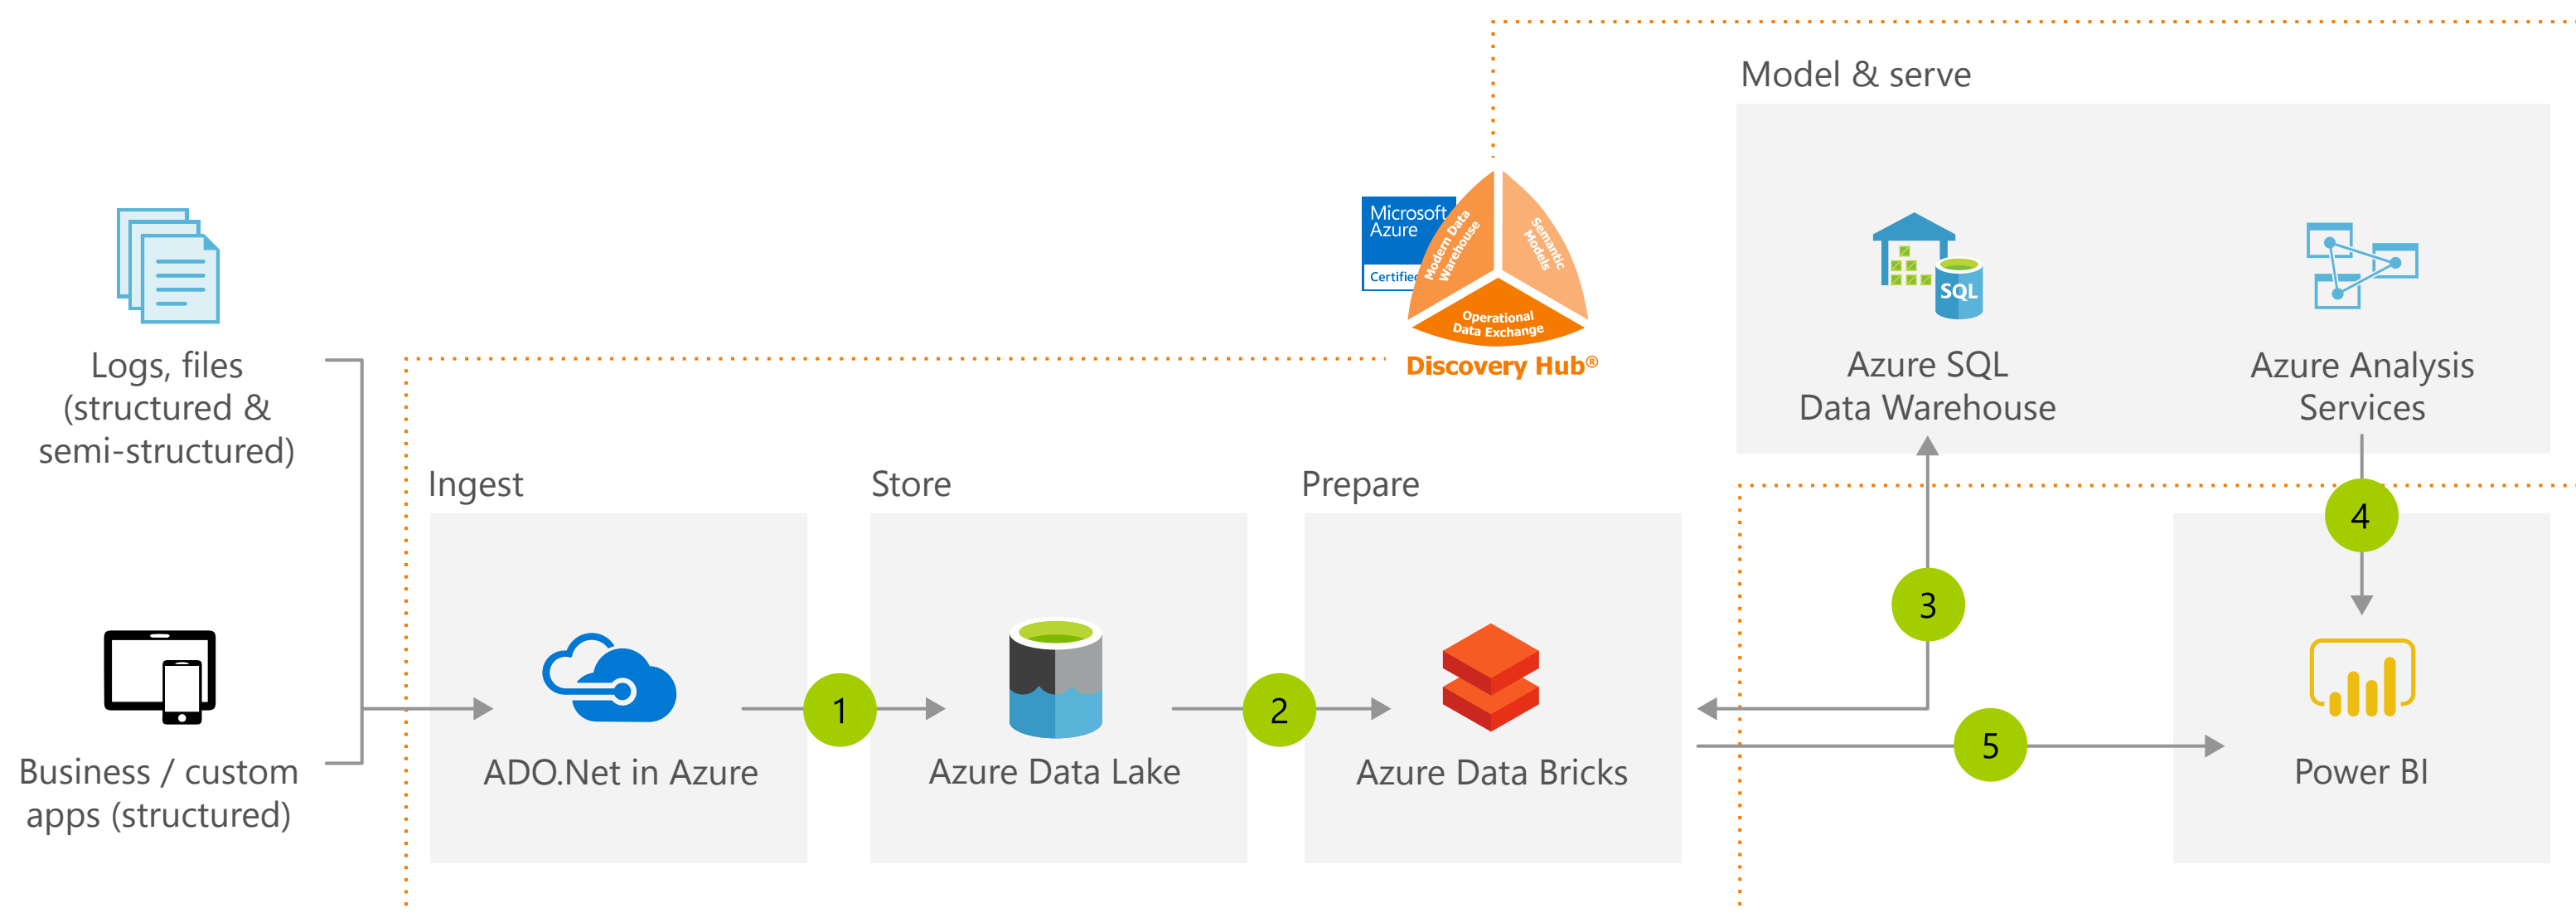 Model & serve
Microsoft
Azure
Certified
Modern Data
Warehouse
Semantic
Models
Operational
Data Exchange
Discovery Hub®
SQL
Azure SQL
Data Warehouse
Azure Analysis
Services
Logs, files
(structured &
semi-structured)
Ingest
Store
Prepare
Business / custom
apps (structured)
ADO.Net in Azure
1
Azure Data Lake
2
Azure Data Bricks
3
4
5
Power BI